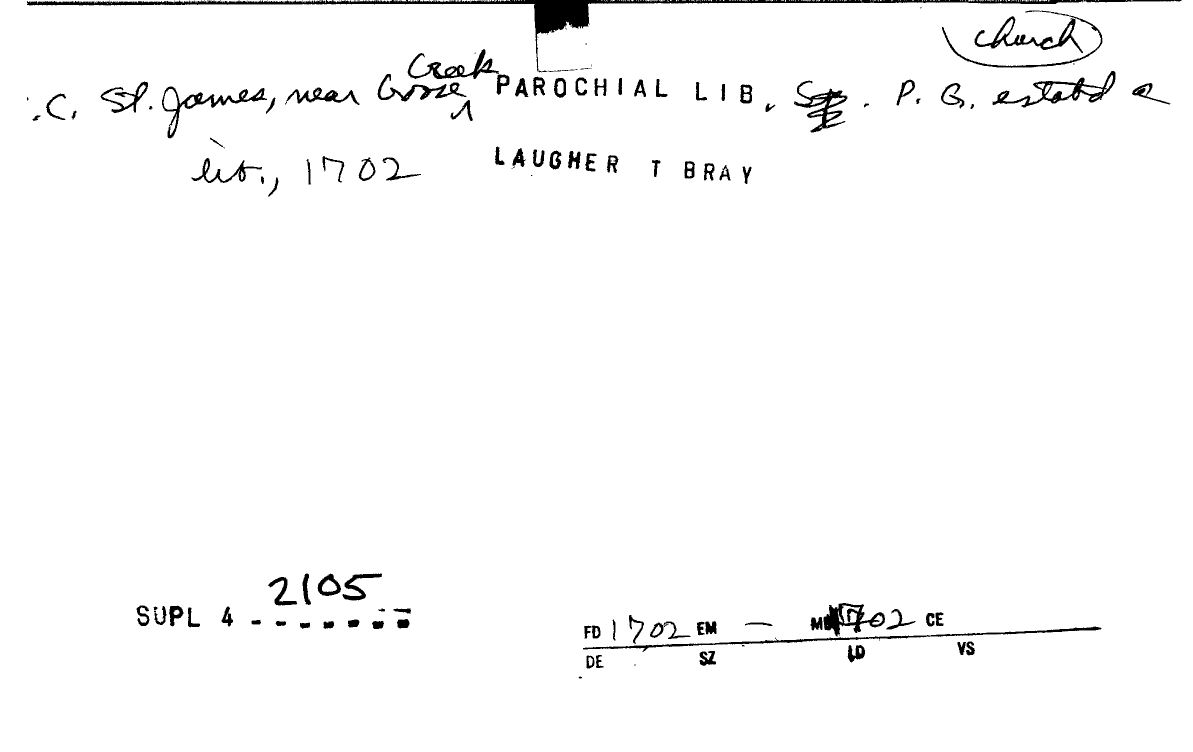 church
.C. St. James, near Goose Creek PAROCHIAL LIB. S.P.G. estabd a
lib., 1702 LAUGHER T BRAY
SUPL 4 2105
FD 1702 EM — MD 1702 CE
DE SZ LD VS